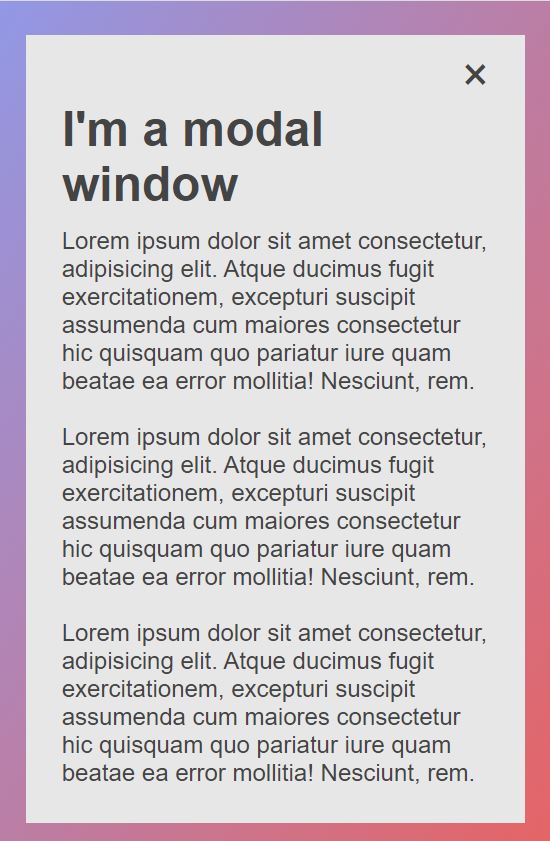 ×
I'm a modal
window
Lorem ipsum dolor sit amet consectetur,
adipisicing elit. Atque ducimus fugit
exercitationem, excepturi suscipit
assumenda cum maiores consectetur
hic quisquam quo pariatur iure quam
beatae ea error mollitia! Nesciunt, rem.
Lorem ipsum dolor sit amet consectetur,
adipisicing elit. Atque ducimus fugit
exercitationem, excepturi suscipit
assumenda cum maiores consectetur
hic quisquam quo pariatur iure quam
beatae ea error mollitia! Nesciunt, rem.
Lorem ipsum dolor sit amet consectetur,
adipisicing elit. Atque ducimus fugit
exercitationem, excepturi suscipit
assumenda cum maiores consectetur
hic quisquam quo pariatur iure quam
beatae ea error mollitia! Nesciunt, rem.